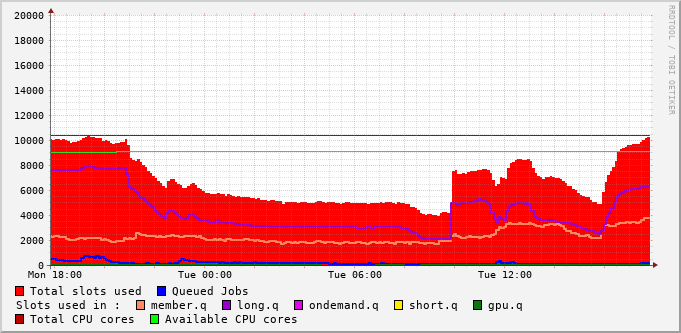 20000
18000
16000
14000
12000
10000
8000
6000
4000
2000
0
Mon 18:00 Tue 00:00 Tue 06:00 Tue 12:00
RRDTOOL / TOBI OETIKER
Total slots used Queued Jobs
Slots used in : member.q long.q ondemand.q short.q gpu.q
Total CPU cores Available CPU cores